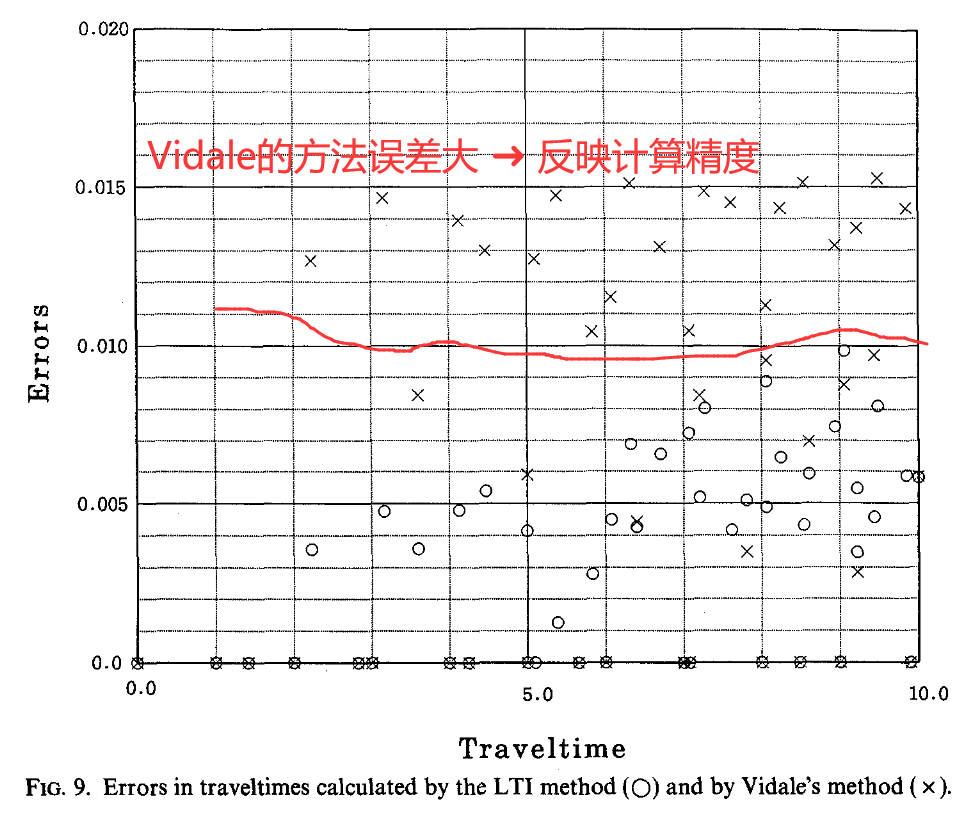 0.020
Vidale的方法误差大 → 反映计算精度
0.015
0.010
Errors
0.005
0.0
0.0 5.0 10.0
Traveltime
FIG. 9. Errors in traveltimes calculated by the LTI method (○) and by Vidale's method (×).